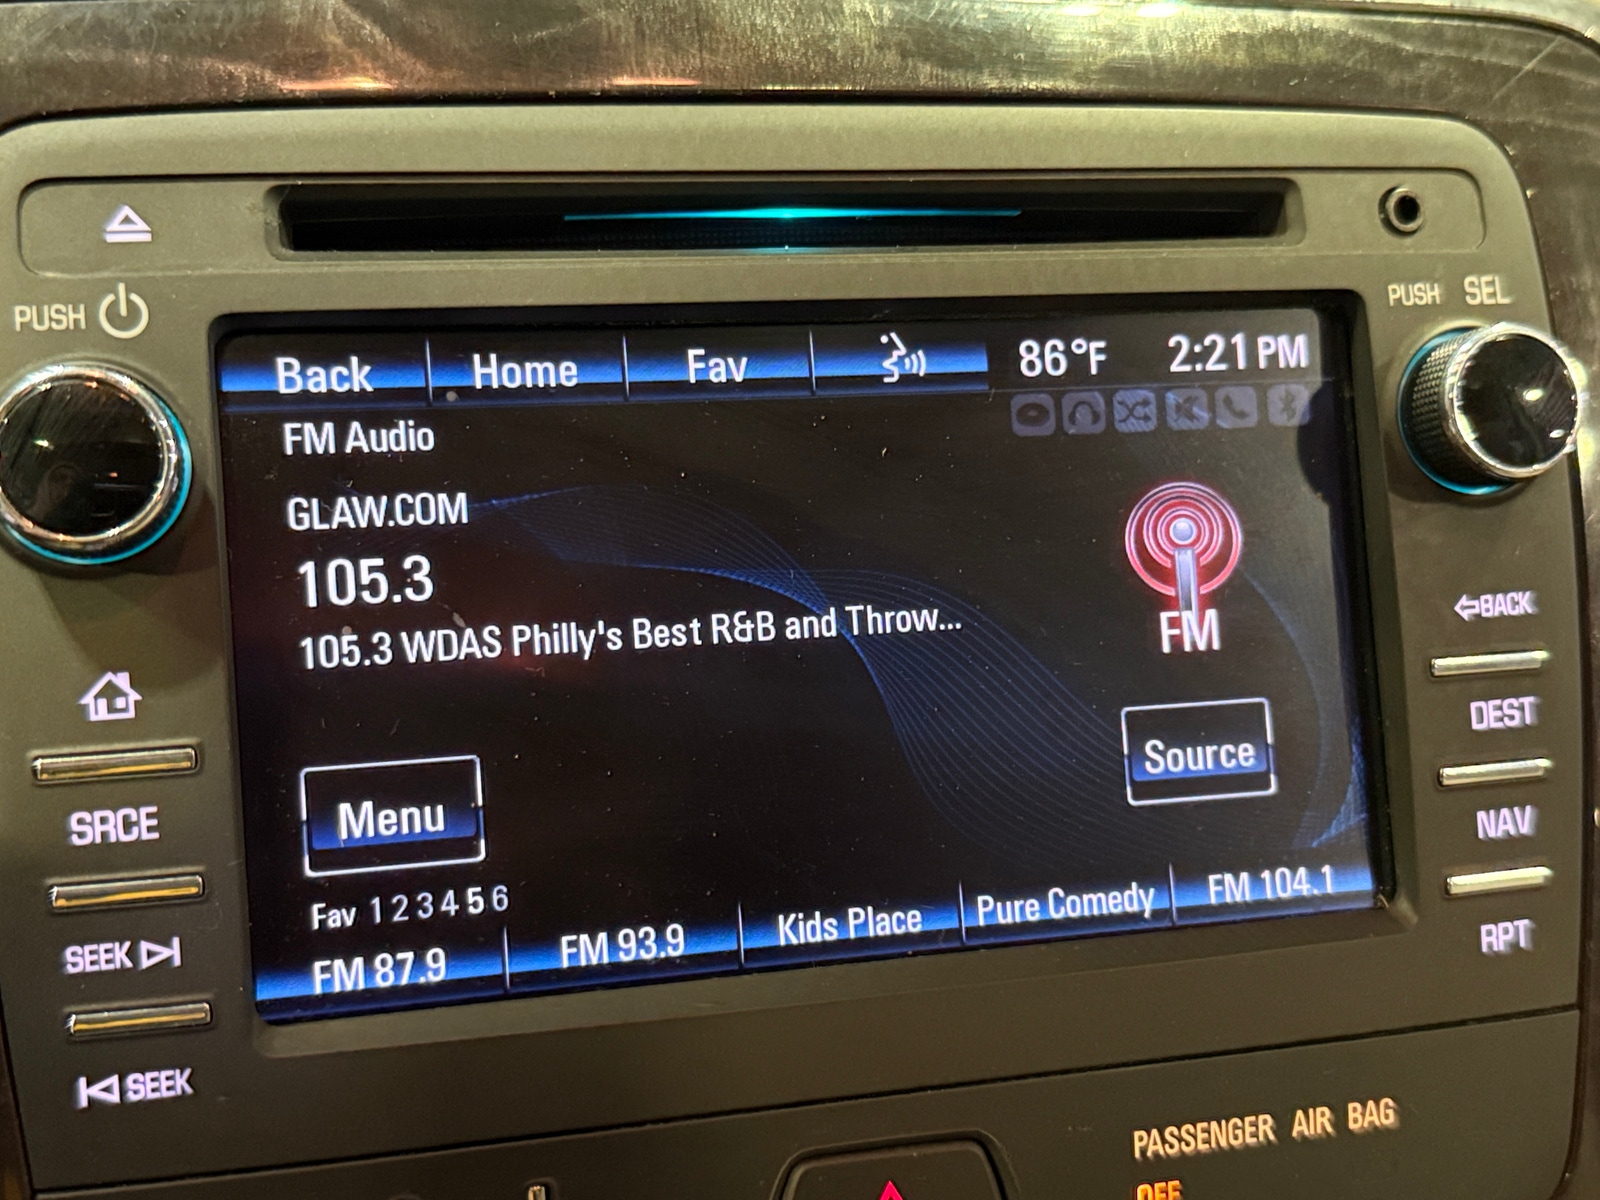 PUSH
PUSH SEL
Back Home Fav 86°F 2:21 PM
FM Audio
GLAW.COM
105.3
105.3 WDAS Philly's Best R&B and Throw...
FM
BACK
DEST
Menu
Source
SRCE
NAV
Fav 1 2 3 4 5 6
FM 87.9 FM 93.9 Kids Place Pure Comedy FM 104.1
SEEK
RPT
SEEK
PASSENGER AIR BAG
OFF